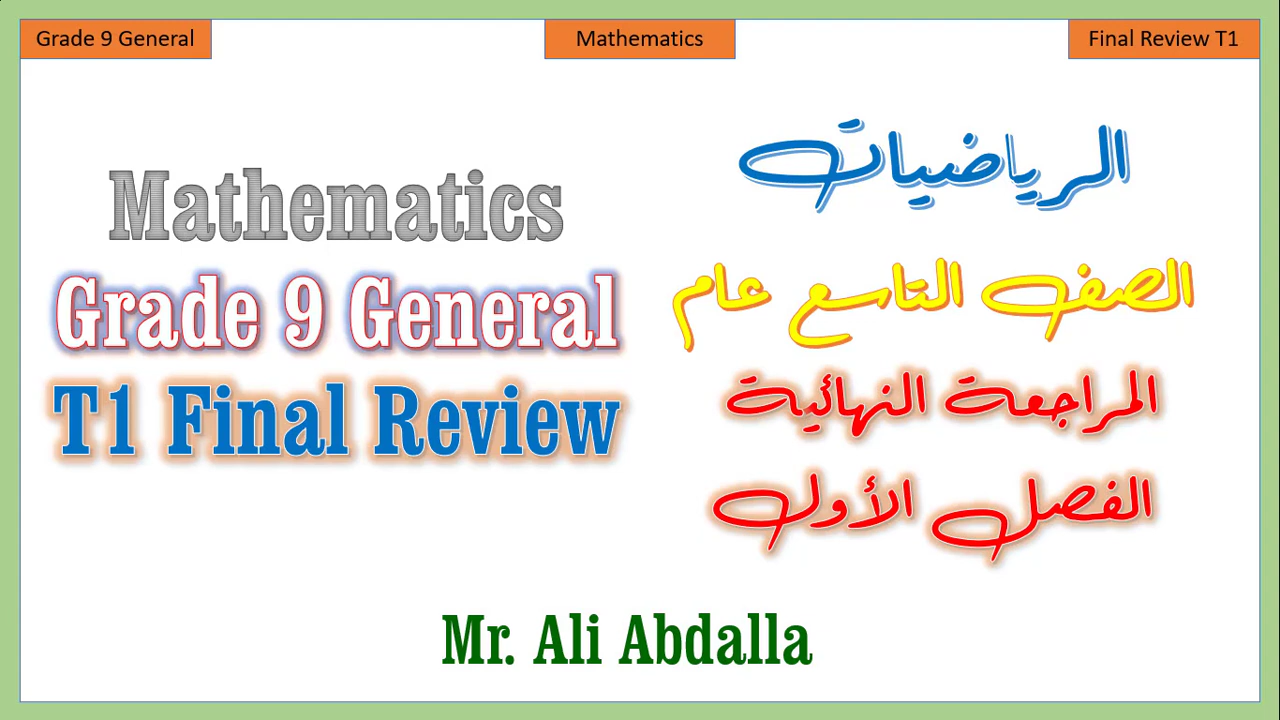 Grade 9 General
Mathematics
Final Review T1
Mathematics
Grade 9 General
T1 Final Review
الرياضيات
الصف التاسع عام
المراجعة النهائية
الفصل الأول
Mr. Ali Abdalla